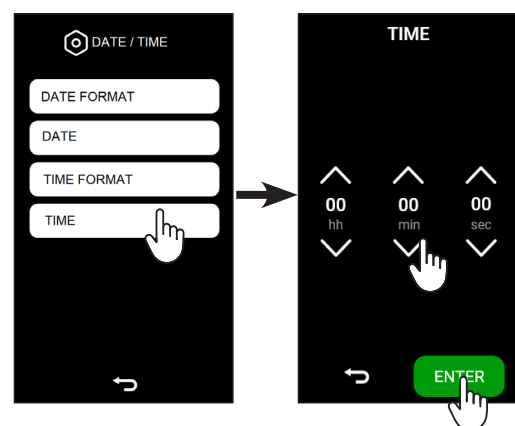 DATE / TIME
DATE FORMAT
DATE
TIME FORMAT
TIME
TIME
00 00 00
hh min sec
ENTER